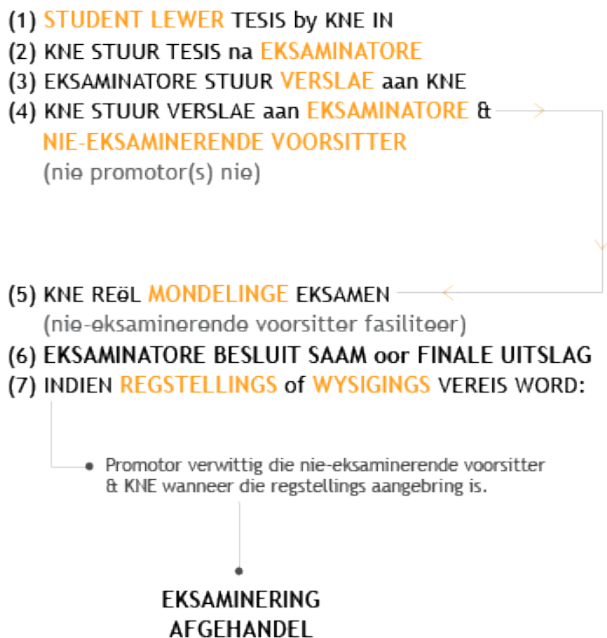 (1) STUDENT LEWER TESIS by KNE IN
(2) KNE STUUR TESIS na EKSAMINATORE
(3) EKSAMINATORE STUUR VERSLAE aan KNE
(4) KNE STUUR VERSLAE aan EKSAMINATORE &
NIE-EKSAMINERENDE VOORSITTER
(nie promotor(s) nie)
(5) KNE REëL MONDELINGE EKSAMEN
(nie-eksaminerende voorsitter fasiliteer)
(6) EKSAMINATORE BESLUIT SAAM oor FINALE UITSLAG
(7) INDIEN REGSTELLINGS of WYSIGINGS VEREIS WORD:
Promotor verwittig die nie-eksaminerende voorsitter
& KNE wanneer die regstellings aangebring is.
EKSAMINERING
AFGEHANDEL